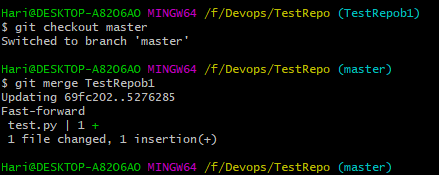 Hari@DESKTOP-A82O6AO MINGW64 /f/Devops/TestRepo (TestRepob1)
$ git checkout master
Switched to branch 'master'
Hari@DESKTOP-A82O6AO MINGW64 /f/Devops/TestRepo (master)
$ git merge TestRepob1
Updating 69fc202..5276285
Fast-forward
 test.py | 1 +
 1 file changed, 1 insertion(+)
Hari@DESKTOP-A82O6AO MINGW64 /f/Devops/TestRepo (master)